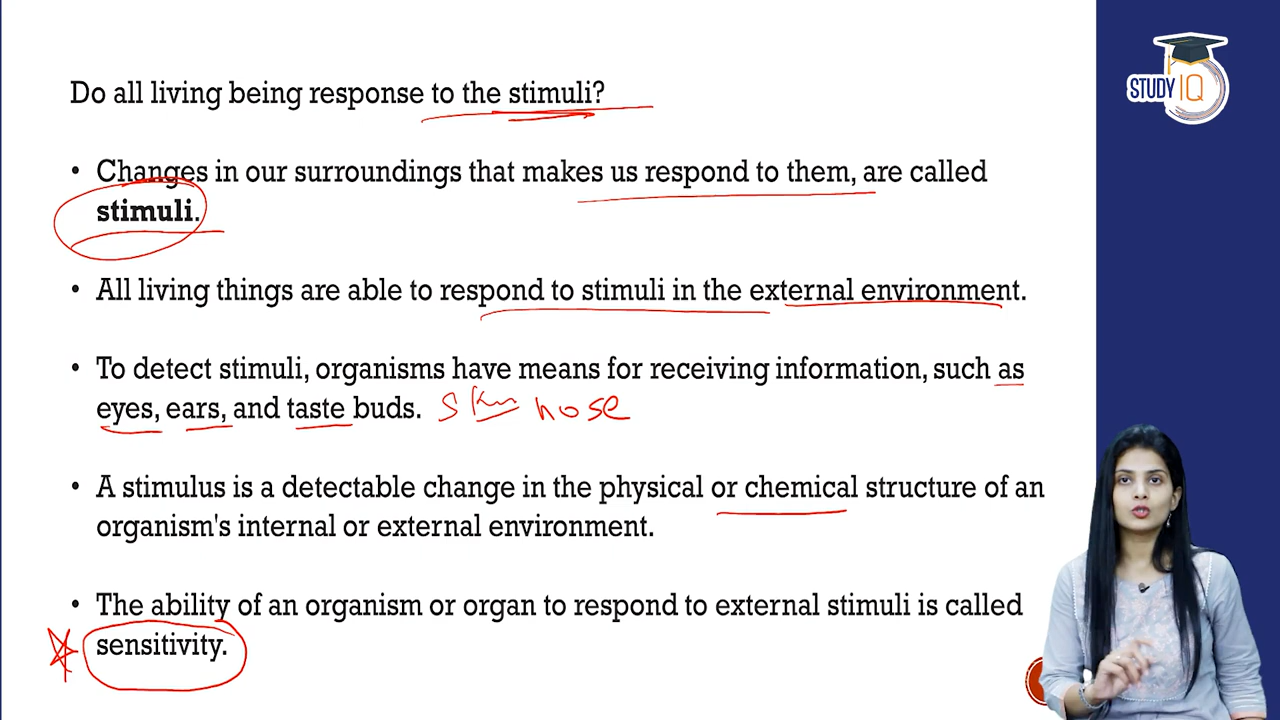 Do all living being response to the stimuli?
STUDY IQ
• Changes in our surroundings that makes us respond to them, are called
stimuli.
• All living things are able to respond to stimuli in the external environment.
• To detect stimuli, organisms have means for receiving information, such as
eyes, ears, and taste buds. skin nose
• A stimulus is a detectable change in the physical or chemical structure of an
organism's internal or external environment.
• The ability of an organism or organ to respond to external stimuli is called
sensitivity.